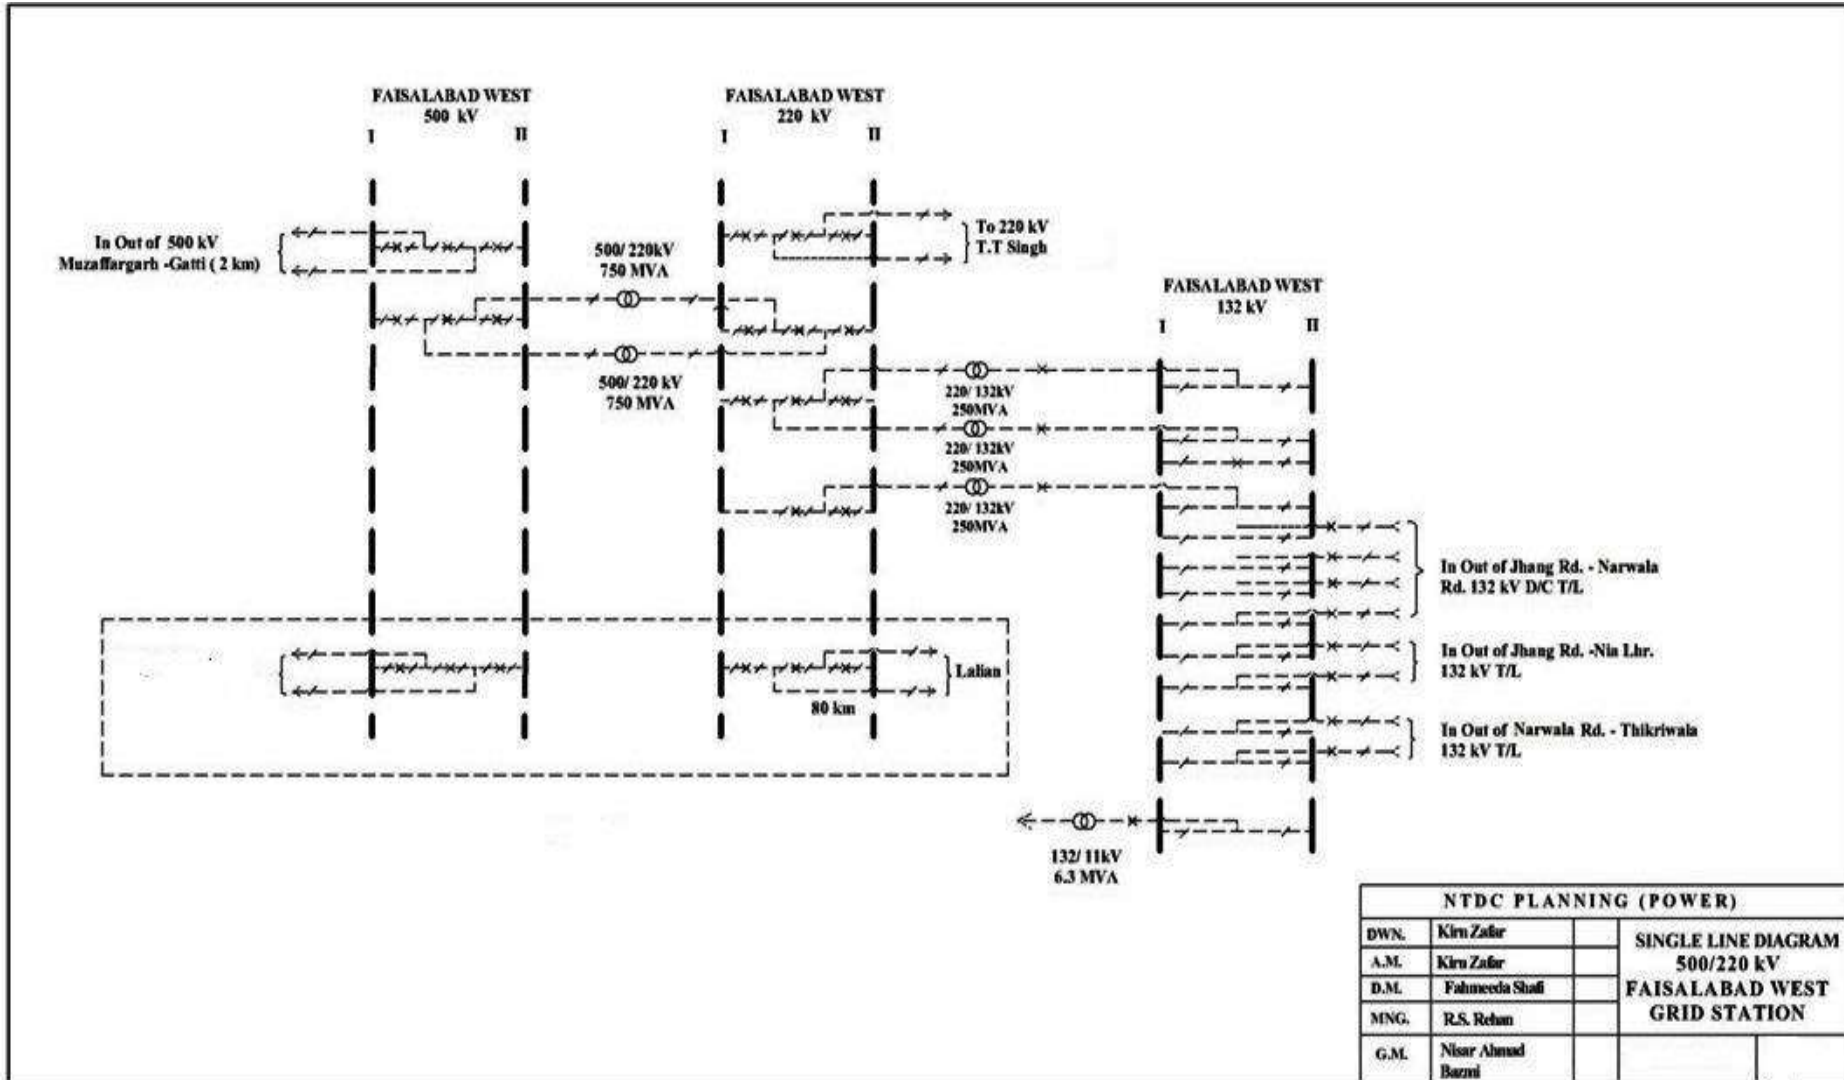 FAISALABAD WEST
500 kV
I II
FAISALABAD WEST
220 kV
I II
In Out of 500 kV
Muzaffargarh -Gatti ( 2 km)
500/ 220kV
750 MVA
To 220 kV
T.T Singh
500/ 220 kV
750 MVA
FAISALABAD WEST
132 kV
I II
220/ 132kV
250MVA
220/ 132kV
250MVA
220/ 132kV
250MVA
In Out of Jhang Rd. - Narwala
Rd. 132 kV D/C T/L
In Out of Jhang Rd. -Nia Lhr.
132 kV T/L
In Out of Narwala Rd. - Thikriwala
132 kV T/L
Lalian
80 km
132/ 11kV
6.3 MVA
NTDC PLANNING (POWER)
DWN. Kirn Zafar
A.M. Kirn Zafar
D.M. Fahmeeda Shafi
MNG. R.S. Rehan
G.M. Nisar Ahmad
Bazmi
SINGLE LINE DIAGRAM
500/220 kV
FAISALABAD WEST
GRID STATION